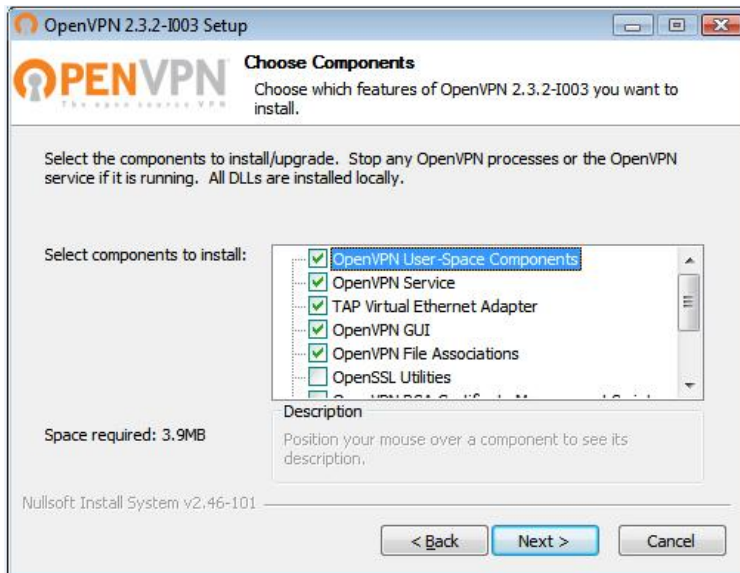 OpenVPN 2.3.2-I003 Setup
OPENVPN
The open source VPN
Choose Components
Choose which features of OpenVPN 2.3.2-I003 you want to
install.
Select the components to install/upgrade. Stop any OpenVPN processes or the OpenVPN
service if it is running. All DLLs are installed locally.
Select components to install:
OpenVPN User-Space Components
OpenVPN Service
TAP Virtual Ethernet Adapter
OpenVPN GUI
OpenVPN File Associations
OpenSSL Utilities
Description
Space required: 3.9MB
Position your mouse over a component to see its
description.
Nullsoft Install System v2.46-101
< Back
Next >
Cancel